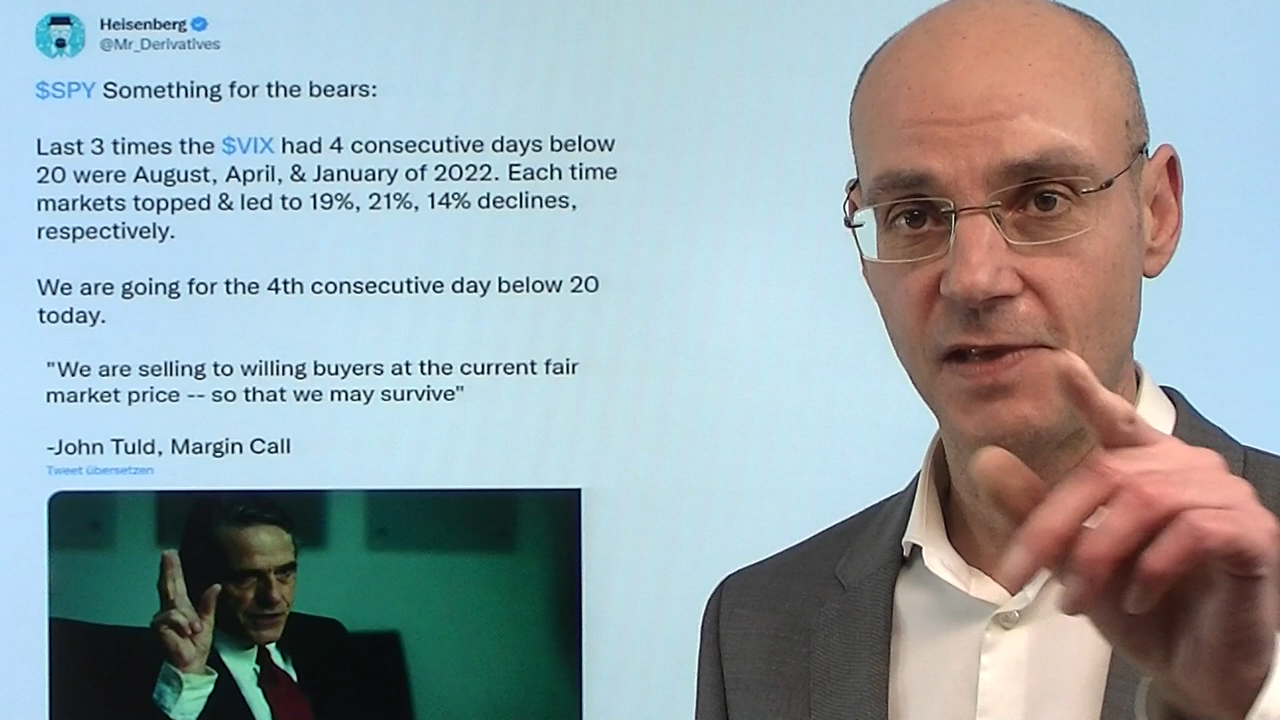 Heisenberg
@Mr_Derivatives
$SPY Something for the bears:
Last 3 times the $VIX had 4 consecutive days below
20 were August, April, & January of 2022. Each time
markets topped & led to 19%, 21%, 14% declines,
respectively.
We are going for the 4th consecutive day below 20
today.
"We are selling to willing buyers at the current fair
market price -- so that we may survive"
-John Tuld, Margin Call
Tweet übersetzen